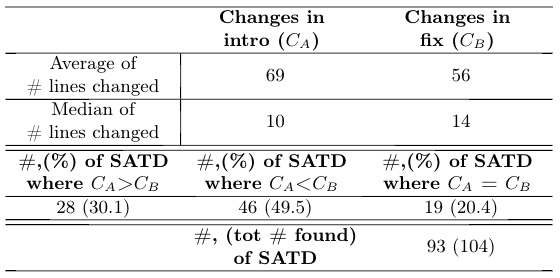 Changes in Changes in
intro (C_A) fix (C_B)
Average of
# lines changed 69 56
Median of
# lines changed 10 14
#,(%) of SATD #,(%) of SATD #,(%) of SATD
where C_A>C_B where C_A<C_B where C_A = C_B
28 (30.1) 46 (49.5) 19 (20.4)
#, (tot # found)
of SATD 93 (104)